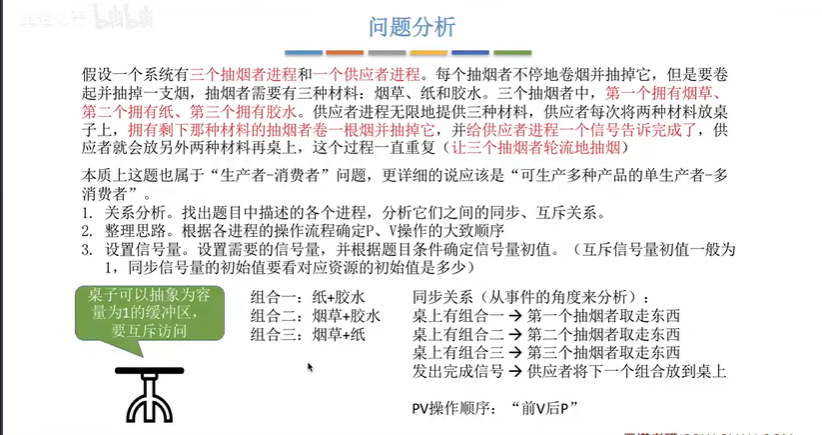 bilibili
问题分析
假设一个系统有三个抽烟者进程和一个供应者进程。每个抽烟者不停地卷烟并抽掉它，但是要卷
起并抽掉一支烟，抽烟者需要有三种材料：烟草、纸和胶水。三个抽烟者中，第一个拥有烟草、
第二个拥有纸、第三个拥有胶水。供应者进程无限地提供三种材料，供应者每次将两种材料放桌
子上，拥有剩下那种材料的抽烟者卷一根烟并抽掉它，并给供应者进程一个信号告诉完成了，供
应者就会放另外两种材料再桌上，这个过程一直重复（让三个抽烟者轮流地抽烟）
本质上这题也属于“生产者-消费者”问题，更详细的说应该是“可生产多种产品的单生产者-多
消费者”。
1. 关系分析。找出题目中描述的各个进程，分析它们之间的同步、互斥关系。
2. 整理思路。根据各进程的操作流程确定P、V操作的大致顺序
3. 设置信号量。设置需要的信号量，并根据题目条件确定信号量初值。（互斥信号量初值一般为
1，同步信号量的初始值要看对应资源的初始值是多少）
桌子可以抽象为容
量为1的缓冲区，
要互斥访问
组合一：纸+胶水
组合二：烟草+胶水
组合三：烟草+纸
同步关系（从事件的角度来分析）：
桌上有组合一 → 第一个抽烟者取走东西
桌上有组合二 → 第二个抽烟者取走东西
桌上有组合三 → 第三个抽烟者取走东西
发出完成信号 → 供应者将下一个组合放到桌上
PV操作顺序：“前V后P”